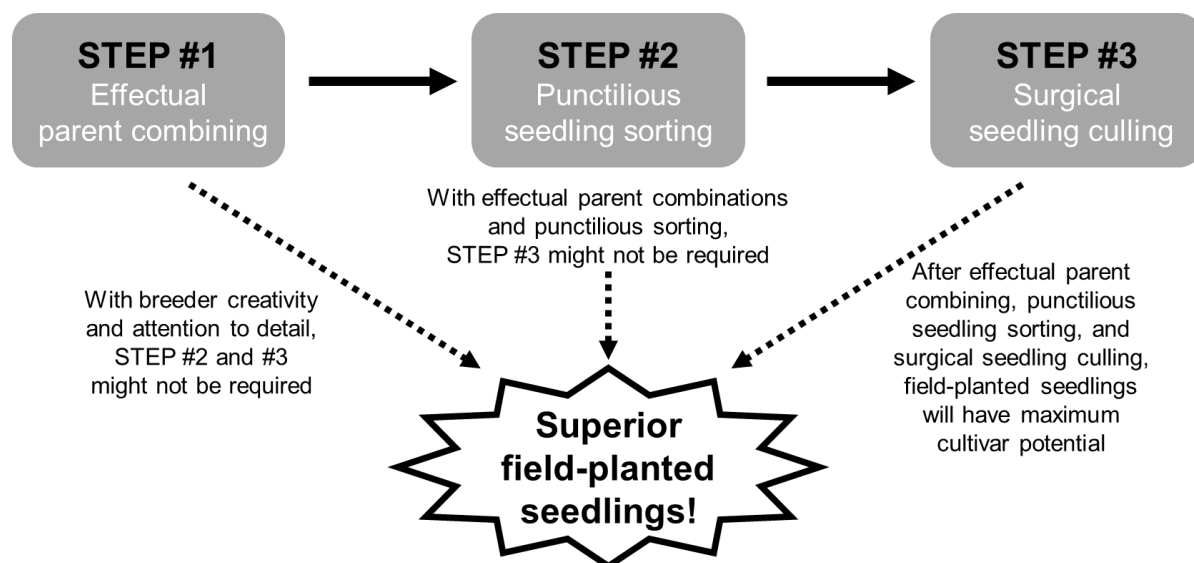 STEP #1
Effectual
parent combining
STEP #2
Punctilious
seedling sorting
STEP #3
Surgical
seedling culling
With breeder creativity
and attention to detail,
STEP #2 and #3
might not be required
With effectual parent combinations
and punctilious sorting,
STEP #3 might not be required
After effectual parent
combining, punctilious
seedling sorting, and
surgical seedling culling,
field-planted seedlings
will have maximum
cultivar potential
Superior
field-planted
seedlings!